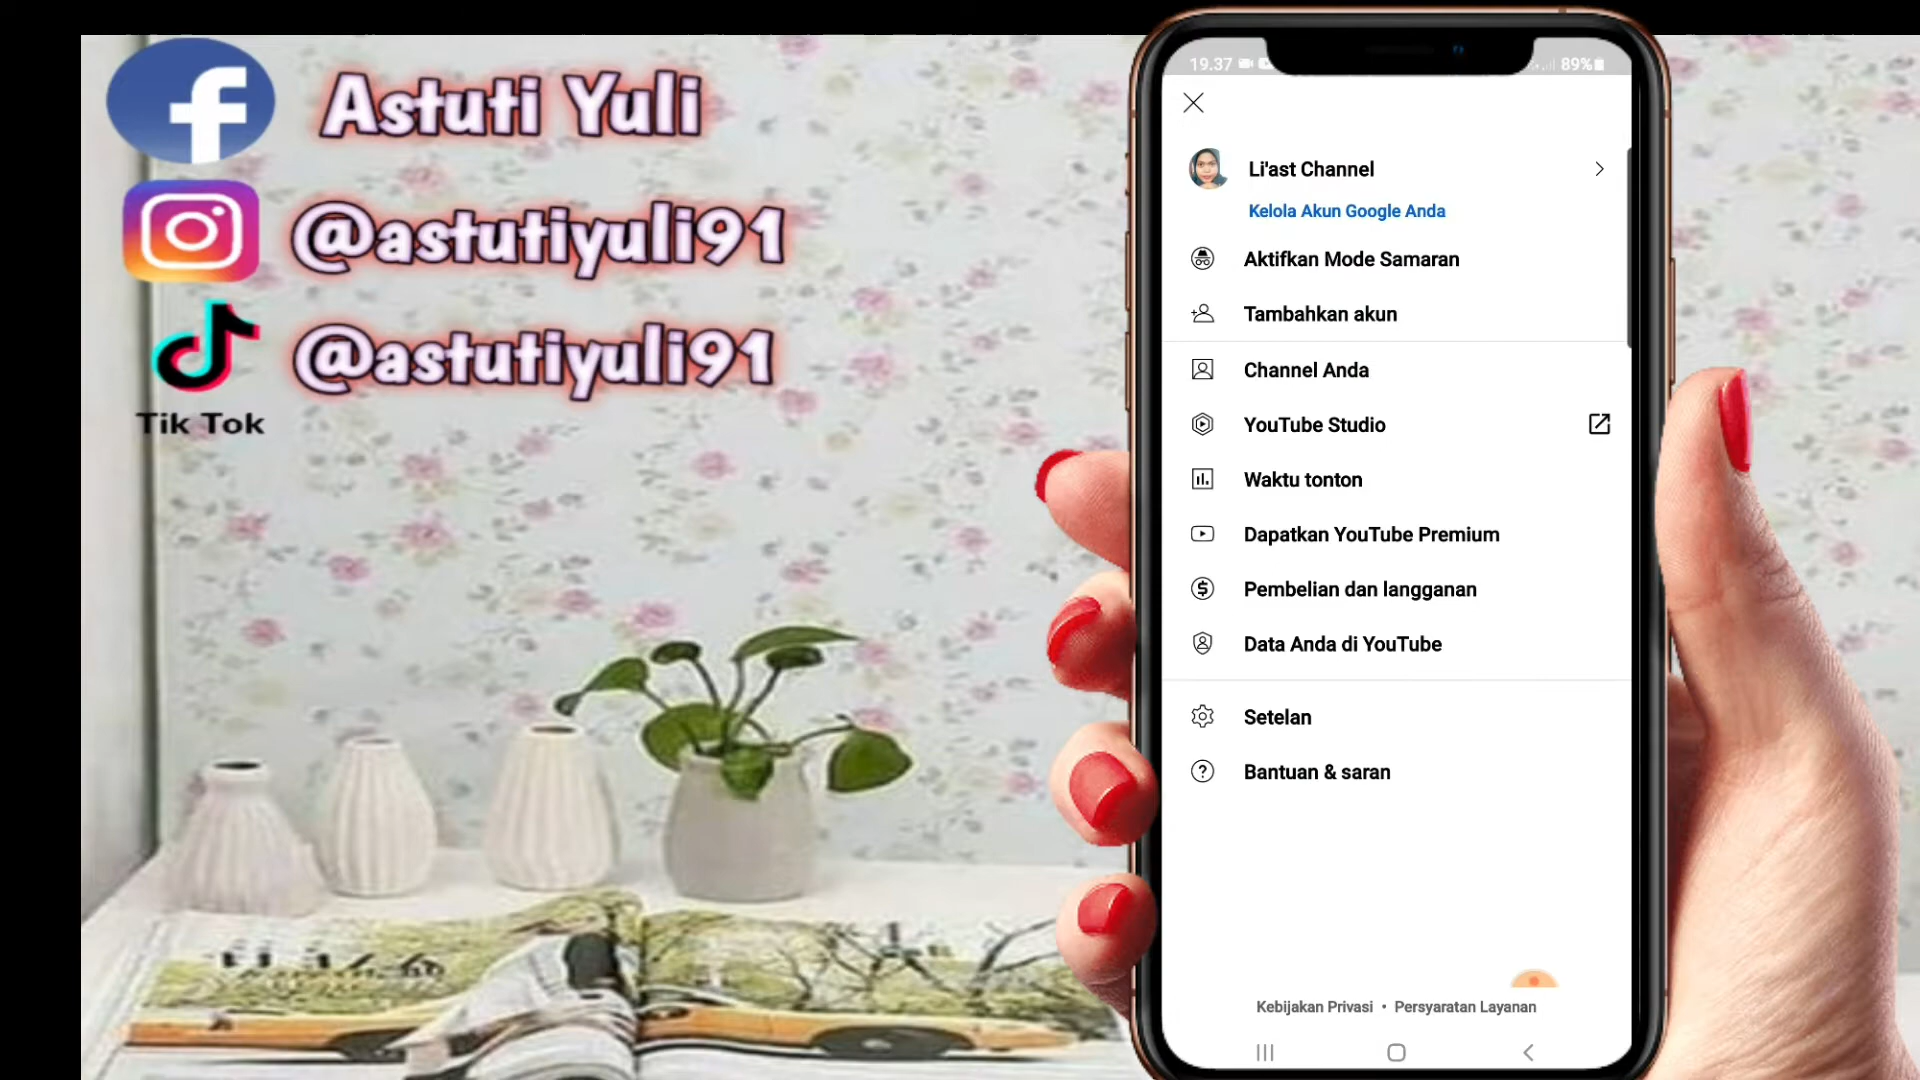 Astuti Yuli
@astutiyuli91
@astutiyuli91
Tik Tok
19.37
89%
Li'ast Channel
Kelola Akun Google Anda
Aktifkan Mode Samaran
Tambahkan akun
Channel Anda
YouTube Studio
Waktu tonton
Dapatkan YouTube Premium
Pembelian dan langganan
Data Anda di YouTube
Setelan
Bantuan & saran
Kebijakan Privasi • Persyaratan Layanan